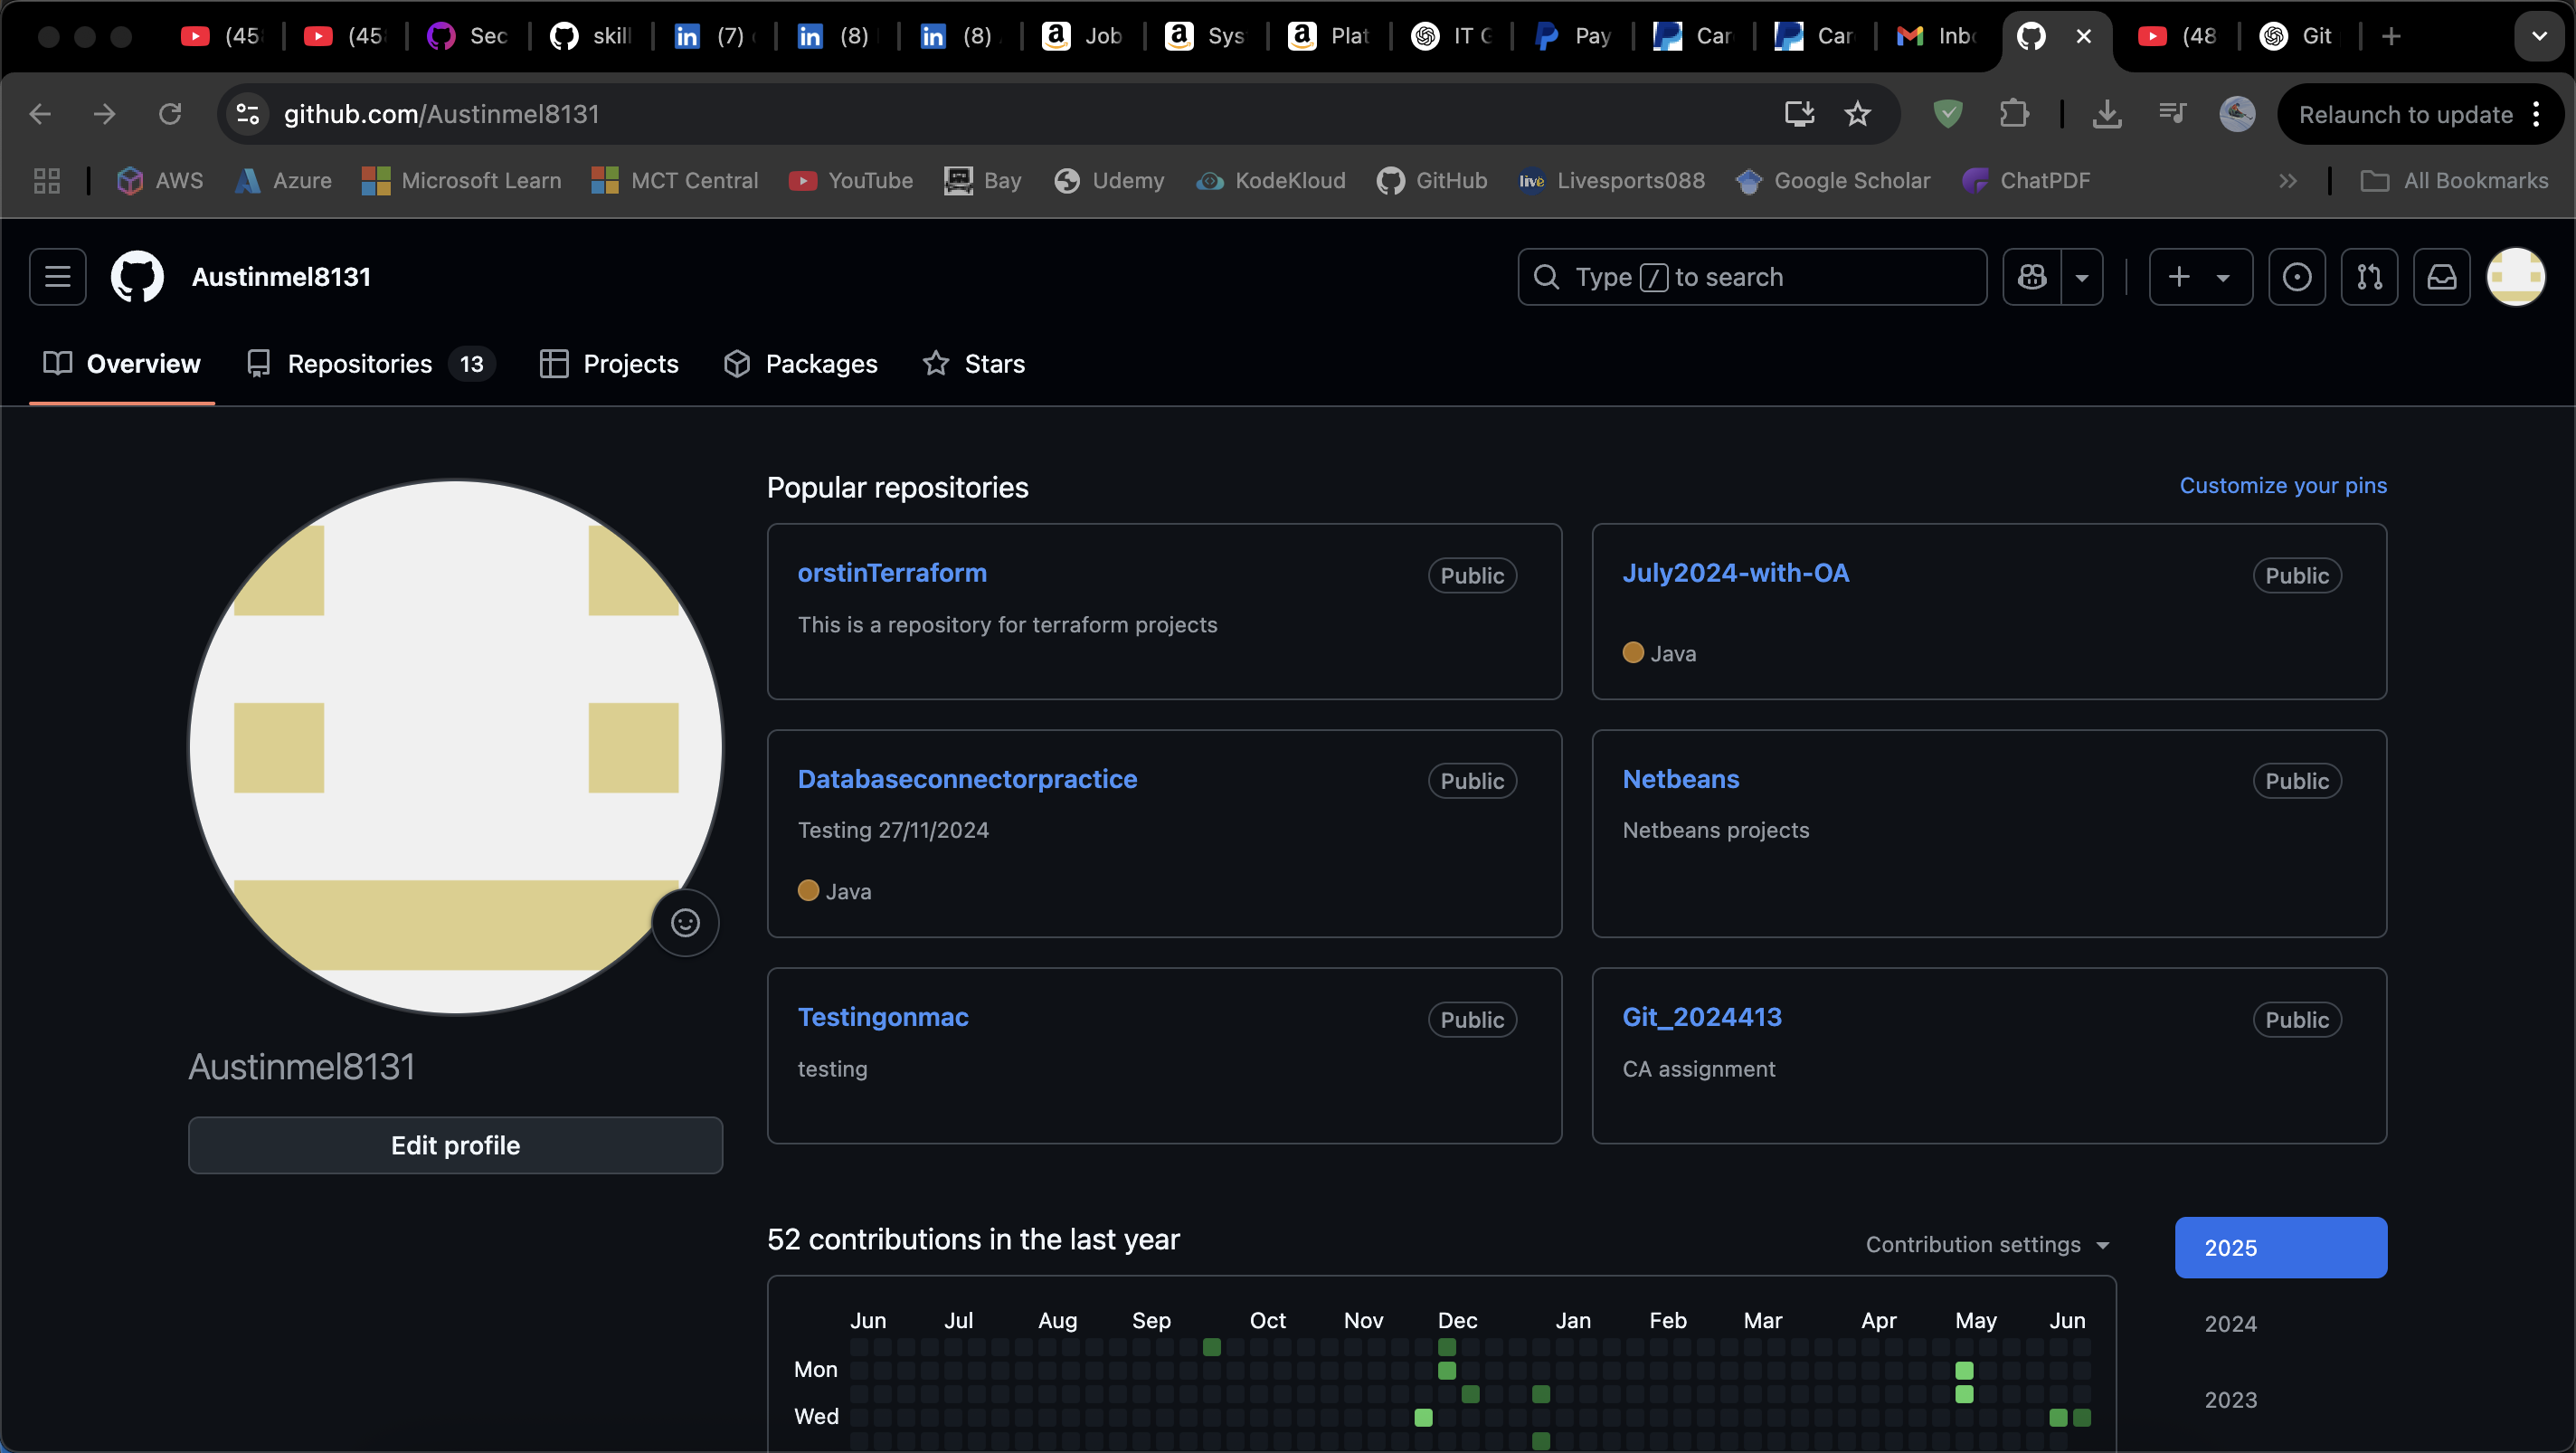 (45
(45
Sec
skill
(7)
(8)
(8)
Job
Sys
Plat
IT G
Pay
Car
Car
Inbo
(48
Git
github.com/Austinmel8131
Relaunch to update
AWS
Azure
Microsoft Learn
MCT Central
YouTube
Bay
Udemy
KodeKloud
GitHub
live
Livesports088
Google Scholar
ChatPDF
All Bookmarks
Austinmel8131
Type / to search
Overview
Repositories 13
Projects
Packages
Stars
Popular repositories
Customize your pins
orstinTerraform
Public
This is a repository for terraform projects
July2024-with-OA
Public
Java
Databaseconnectorpractice
Public
Testing 27/11/2024
Java
Netbeans
Public
Netbeans projects
Testingonmac
Public
testing
Git_2024413
Public
CA assignment
Austinmel8131
Edit profile
52 contributions in the last year
Contribution settings
2025
2024
2023
Jun Jul Aug Sep Oct Nov Dec Jan Feb Mar Apr May Jun
Mon
Wed